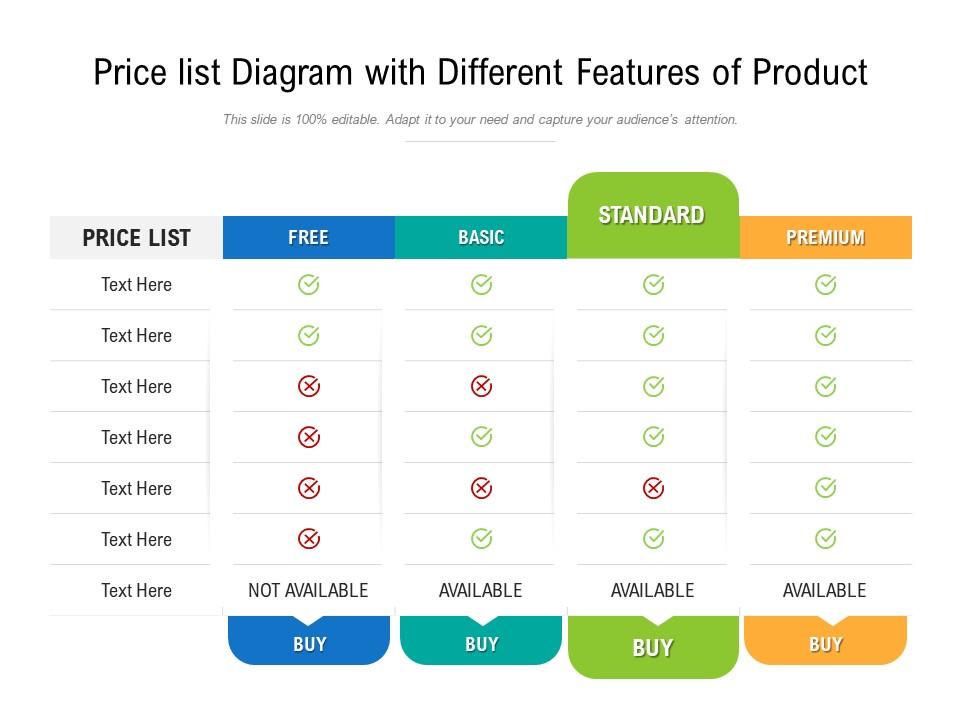 Price list Diagram with Different Features of Product
This slide is 100% editable. Adapt it to your need and capture your audience's attention.
PRICE LIST FREE BASIC STANDARD PREMIUM
Text Here
Text Here
Text Here
Text Here
Text Here
Text Here
Text Here NOT AVAILABLE AVAILABLE AVAILABLE AVAILABLE
BUY BUY BUY BUY